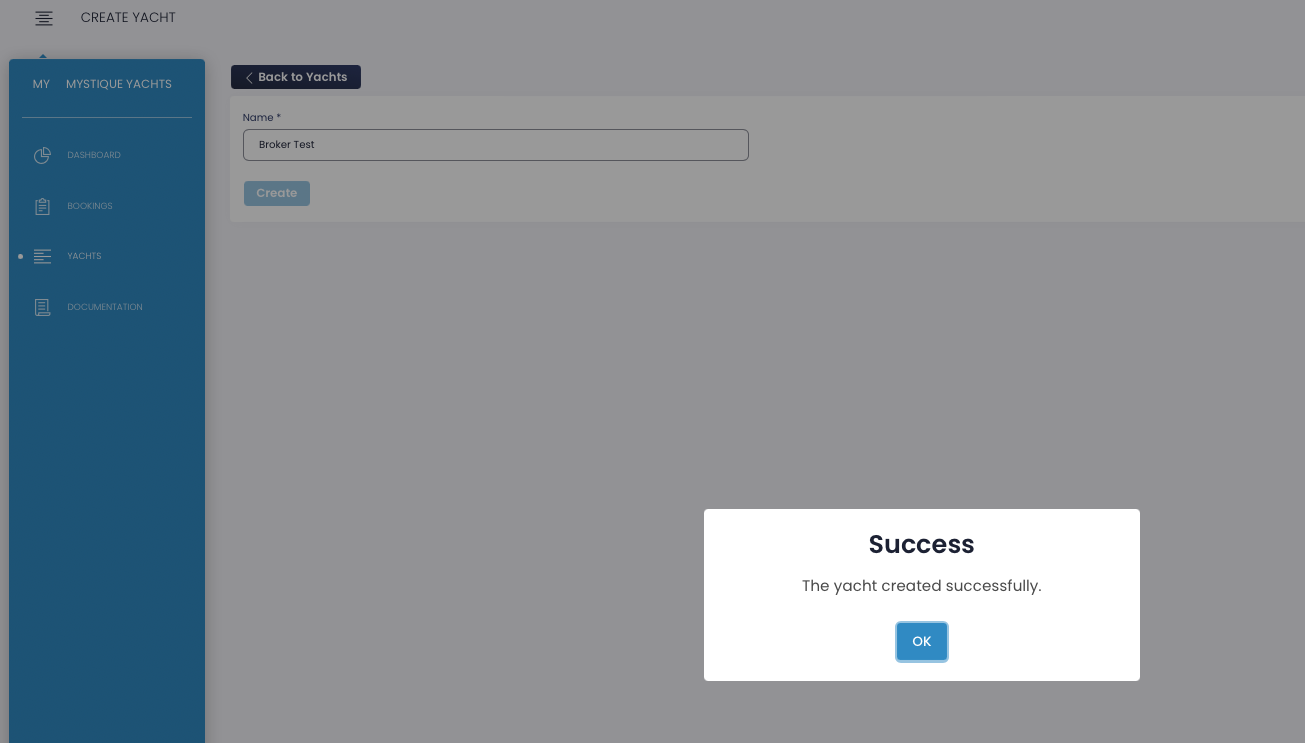 CREATE YACHT
MY MYSTIQUE YACHTS
DASHBOARD
BOOKINGS
YACHTS
DOCUMENTATION
Back to Yachts
Name *
Broker Test
Create
Success
The yacht created successfully.
OK